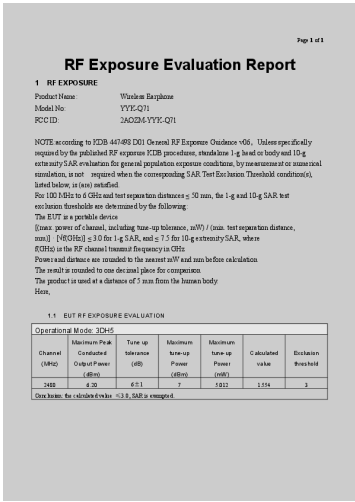 Page 1 of 1
RF Exposure Evaluation Report
1 RF EXPOSURE
Product Name: Wireless Earphone
Model No: YYK-Q71
FCC ID: 2AOZM-YYK-Q71
NOTE according to KDB 447498 D01 General RF Exposure Guidance v06, Unless specifically
required by the published RF exposure KDB procedures, standalone 1-g head or body and 10-g
extremity SAR evaluation for general population exposure conditions, by measurement or numerical
simulation, is not required when the corresponding SAR Test Exclusion Threshold condition(s),
listed below, is (are) satisfied.
For 100 MHz to 6 GHz and test separation distances ≤ 50 mm, the 1-g and 10-g SAR test
exclusion thresholds are determined by the following:
The EUT is a portable device
[(max. power of channel, including tune-up tolerance, mW) / (min. test separation distance,
mm)] · [√f(GHz)] ≤ 3.0 for 1-g SAR, and ≤ 7.5 for 10-g extremity SAR, where
f(GHz) is the RF channel transmit frequency in GHz.
Power and distance are rounded to the nearest mW and mm before calculation
The result is rounded to one decimal place for comparison
The product is used at a distance of 5 mm from the human body.
Here,
1.1 EUT RF EXPOSURE EVALUATION
Operational Mode: 3DH5
Channel (MHz) Maximum Peak Conducted Output Power (dBm) Tune up tolerance (dB) Maximum tune-up Power (dBm) Maximum tune-up Power (mW) Calculated value Exclusion threshold
2480 6.20 6±1 7 5.012 1.554 3
Conclusion: the calculated value ≤3.0, SAR is exempted.